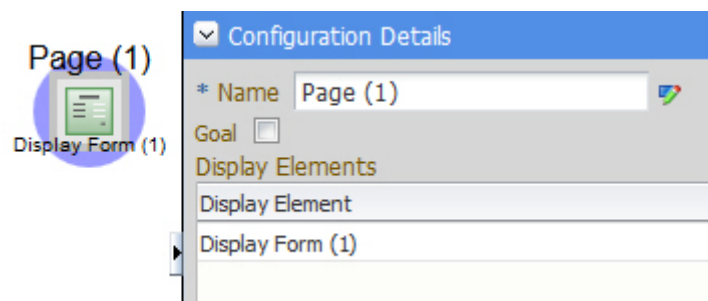 Page (1)
Display Form (1)
Configuration Details
* Name Page (1)
Goal
Display Elements
Display Element
Display Form (1)